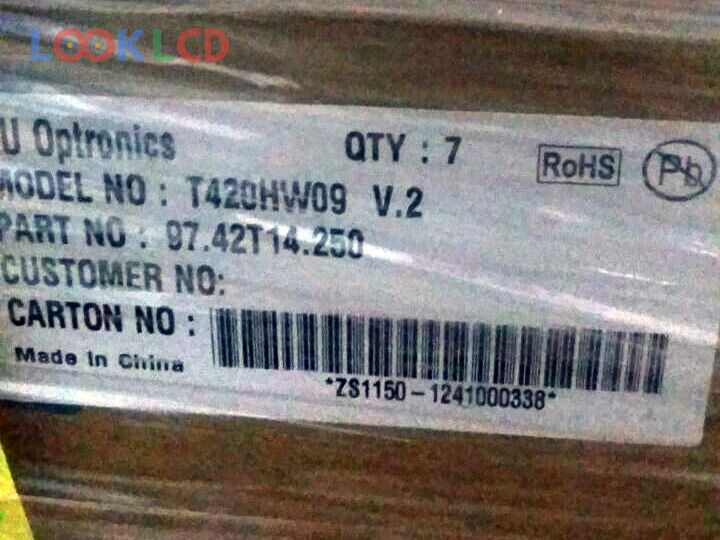 LOOKLCD
U Optronics QTY : 7 RoHS Pb
MODEL NO : T420HW09 V.2
PART NO : 97.42T14.250
CUSTOMER NO:
CARTON NO :
Made In China
*ZS1150-1241000338*